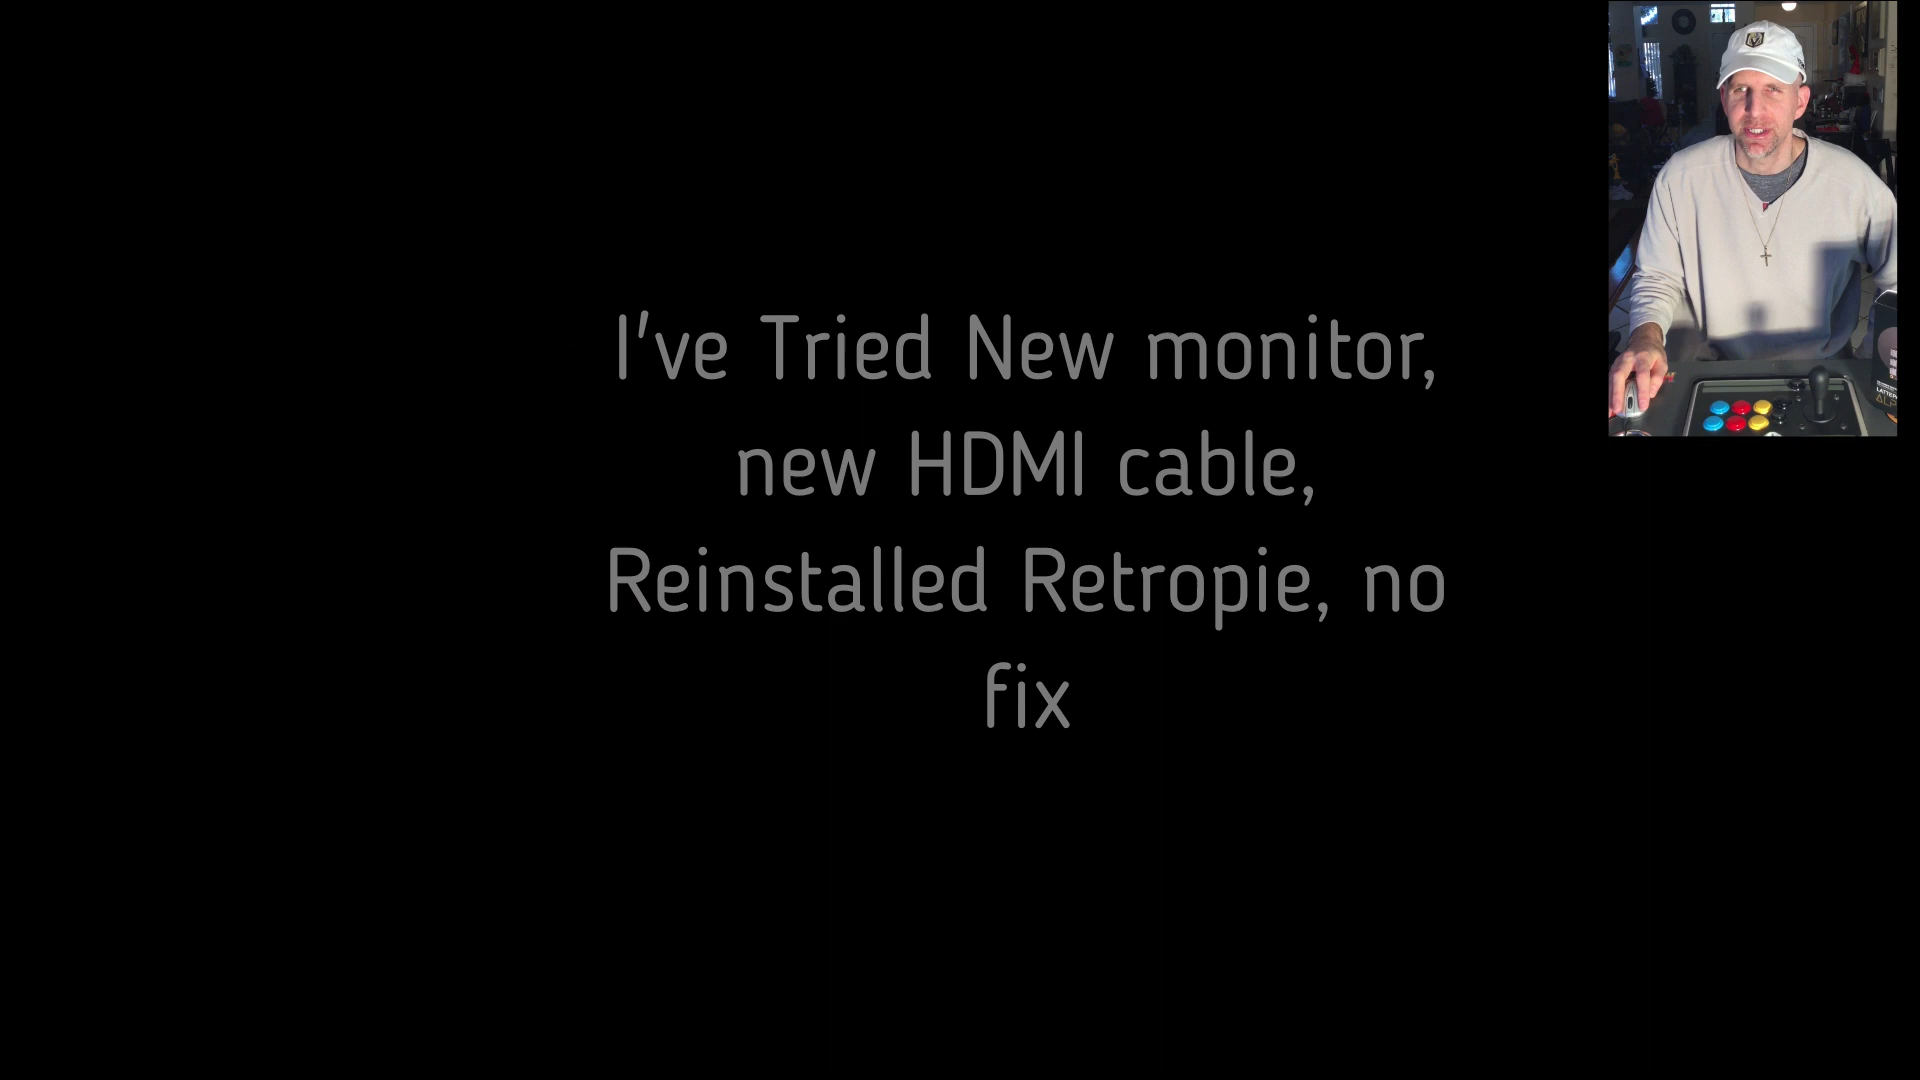 I've Tried New monitor,
new HDMI cable,
Reinstalled Retropie, no
fix